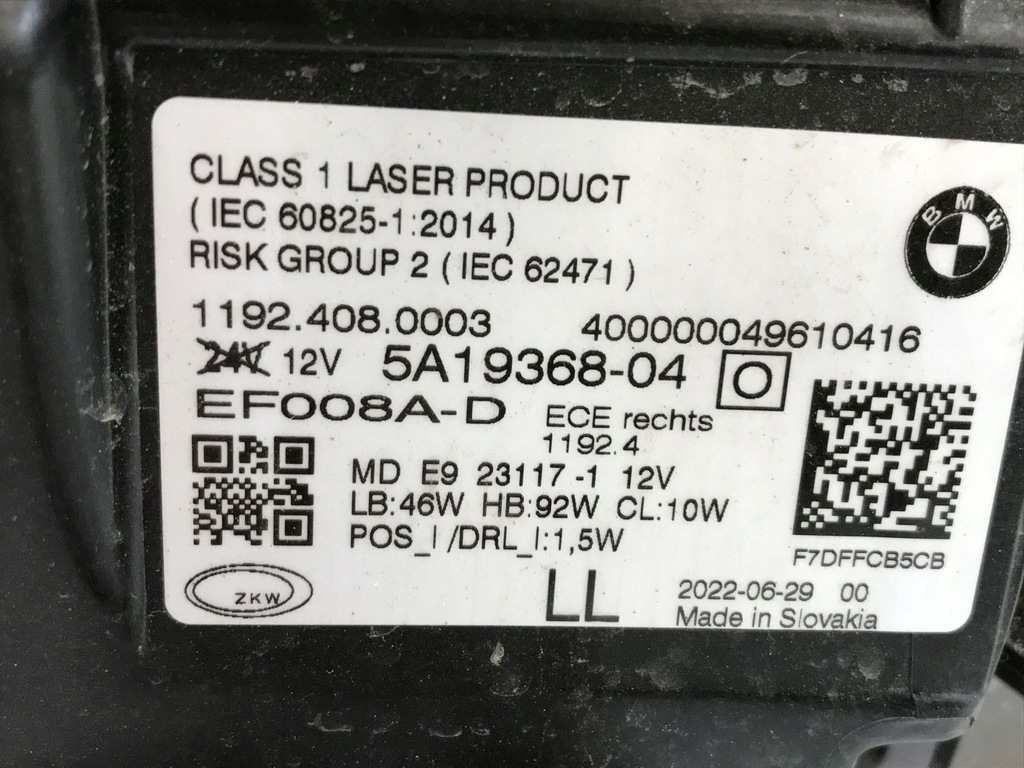 CLASS 1 LASER PRODUCT
( IEC 60825-1:2014 )
RISK GROUP 2 ( IEC 62471 )
BMW
1192.408.0003 400000049610416
24V 12V 5A19368-04 O
EF008A-D ECE rechts
1192.4
MD E9 23117-1 12V
LB:46W HB:92W CL:10W
POS_I/DRL_I:1,5W
F7DFFCB5CB
ZKW
LL
2022-06-29 00
Made in Slovakia